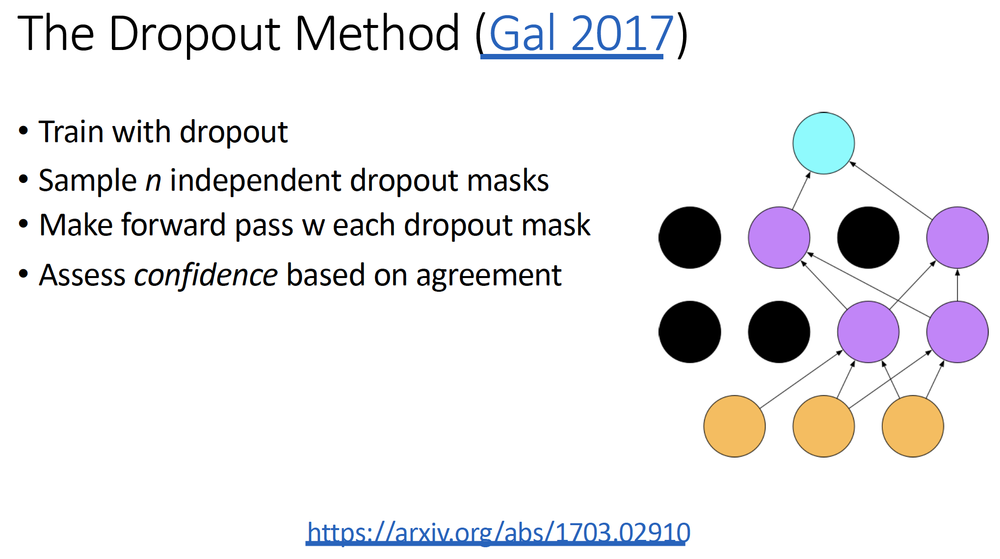 The Dropout Method (Gal 2017)
• Train with dropout
• Sample n independent dropout masks
• Make forward pass w each dropout mask
• Assess confidence based on agreement
https://arxiv.org/abs/1703.02910